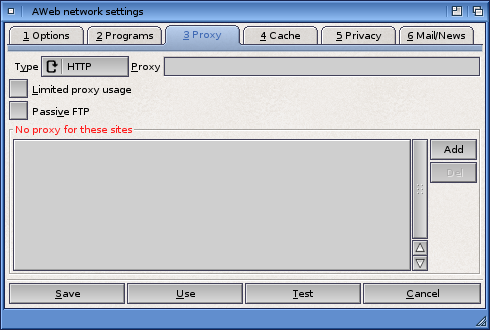 AWeb network settings
1 Options 2 Programs 3 Proxy 4 Cache 5 Privacy 6 Mail/News
Type HTTP Proxy
Limited proxy usage
Passive FTP
No proxy for these sites
Add
Del
Save Use Test Cancel